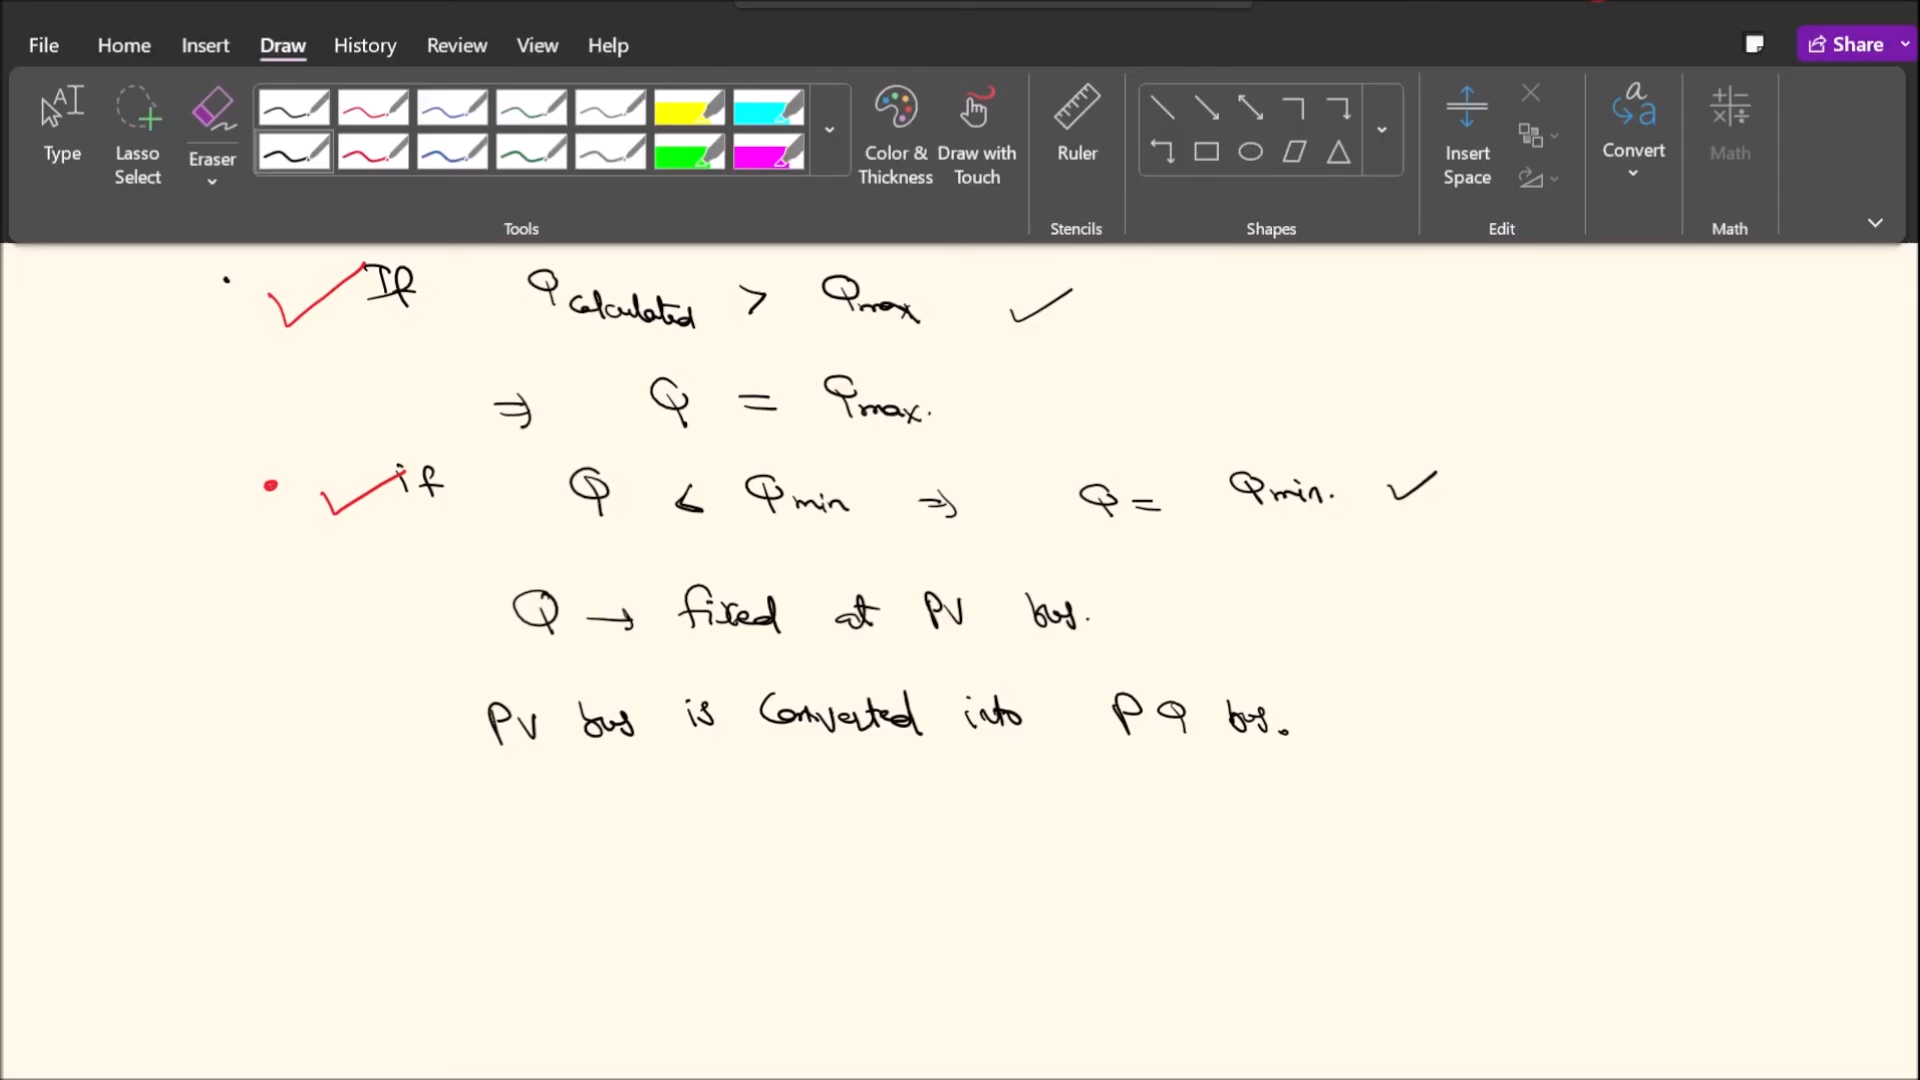 File Home Insert Draw History Review View Help Share
Type Lasso Select Eraser Color & Thickness Draw with Touch Ruler Insert Space Convert Math
Tools Stencils Shapes Edit Math
• If Qcalculated > Qmax ✓
⇒ Q = Qmax.
• if Q < Qmin ⇒ Q = Qmin. ✓
Q → fixed at PV bus.
PV bus is converted into PQ bus.